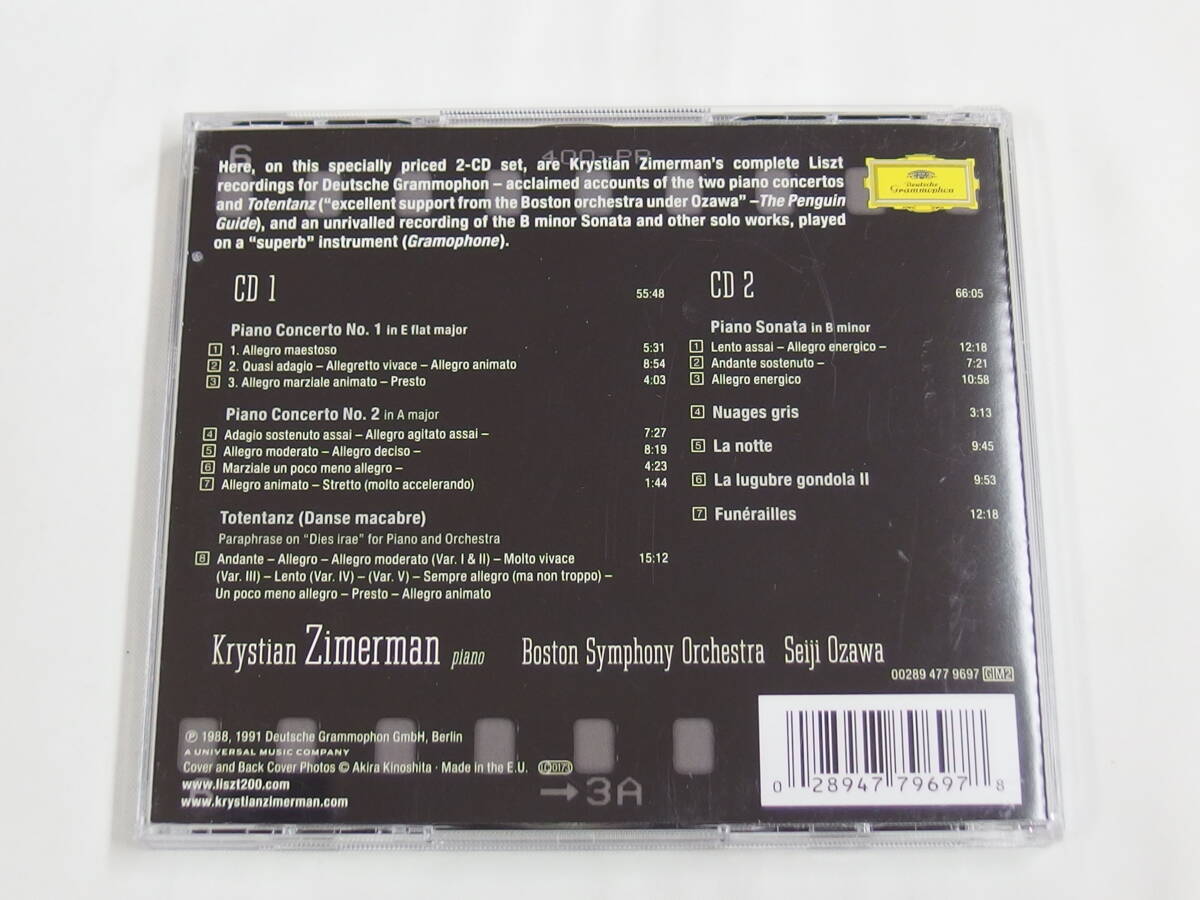 6
400-PR
Here, on this specially priced 2-CD set, are Krystian Zimerman's complete Liszt
recordings for Deutsche Grammophon – acclaimed accounts of the two piano concertos
and Totentanz (“excellent support from the Boston orchestra under Ozawa” –The Penguin
Guide), and an unrivalled recording of the B minor Sonata and other solo works, played
on a “superb” instrument (Gramophone).
Deutsche
Grammophon
CD 1 55:48
Piano Concerto No. 1 in E flat major
1 1. Allegro maestoso 5:31
2 2. Quasi adagio – Allegretto vivace – Allegro animato 8:54
3 3. Allegro marziale animato – Presto 4:03
Piano Concerto No. 2 in A major
4 Adagio sostenuto assai – Allegro agitato assai – 7:27
5 Allegro moderato – Allegro deciso – 8:19
6 Marziale un poco meno allegro – 4:23
7 Allegro animato – Stretto (molto accelerando) 1:44
Totentanz (Danse macabre)
Paraphrase on “Dies irae” for Piano and Orchestra
8 Andante – Allegro – Allegro moderato (Var. I & II) – Molto vivace 15:12
(Var. III) – Lento (Var. IV) – (Var. V) – Sempre allegro (ma non troppo) –
Un poco meno allegro – Presto – Allegro animato
CD 2 66:05
Piano Sonata in B minor
1 Lento assai – Allegro energico – 12:18
2 Andante sostenuto – 7:21
3 Allegro energico 10:58
4 Nuages gris 3:13
5 La notte 9:45
6 La lugubre gondola II 9:53
7 Funérailles 12:18
Krystian Zimerman piano Boston Symphony Orchestra Seiji Ozawa
00289 477 9697 GM2
℗ 1988, 1991 Deutsche Grammophon GmbH, Berlin
A UNIVERSAL MUSIC COMPANY
Cover and Back Cover Photos © Akira Kinoshita · Made in the E.U. LC0173
www.liszt200.com
www.krystianzimerman.com
→3A
0 28947 79697 8